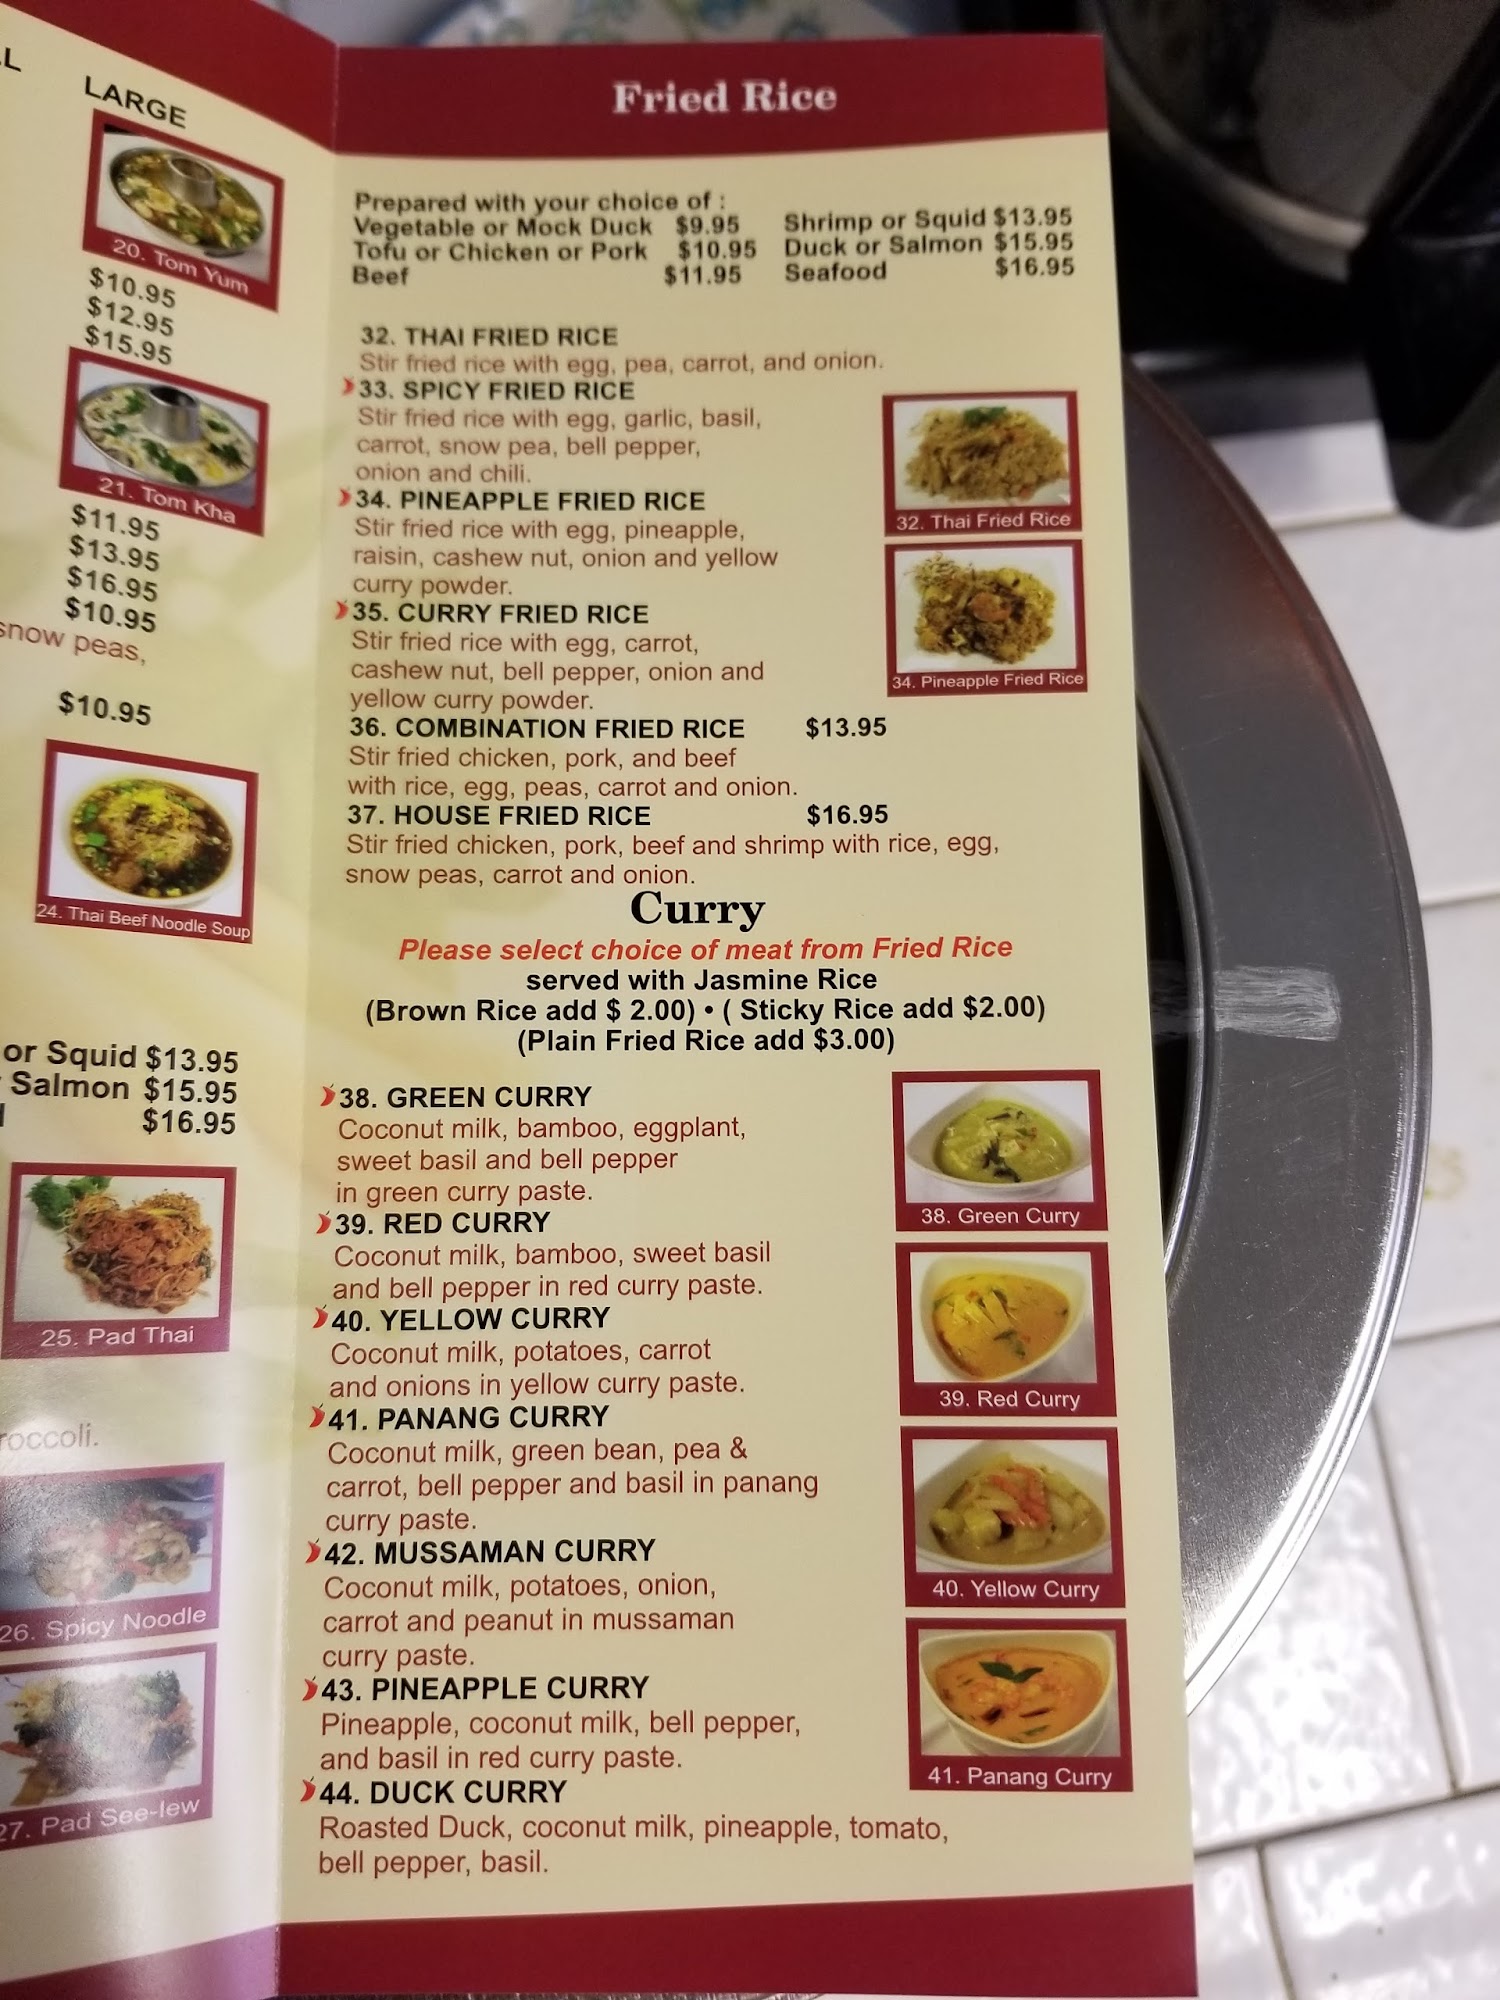 LARGE
20. Tom Yum
$10.95
$12.95
$15.95
21. Tom Kha
$11.95
$13.95
$16.95
$10.95
snow peas,
$10.95
24. Thai Beef Noodle Soup
or Squid $13.95
Salmon $15.95
$16.95
25. Pad Thai
26. Spicy Noodle
27. Pad See-Iew
Fried Rice
Prepared with your choice of :
Vegetable or Mock Duck $9.95
Tofu or Chicken or Pork $10.95
Beef $11.95
Shrimp or Squid $13.95
Duck or Salmon $15.95
Seafood $16.95
32. THAI FRIED RICE
Stir fried rice with egg, pea, carrot, and onion.
33. SPICY FRIED RICE
Stir fried rice with egg, garlic, basil,
carrot, snow pea, bell pepper,
onion and chili.
34. PINEAPPLE FRIED RICE
Stir fried rice with egg, pineapple,
raisin, cashew nut, onion and yellow
curry powder.
35. CURRY FRIED RICE
Stir fried rice with egg, carrot,
cashew nut, bell pepper, onion and
yellow curry powder.
36. COMBINATION FRIED RICE $13.95
Stir fried chicken, pork, and beef
with rice, egg, peas, carrot and onion.
37. HOUSE FRIED RICE $16.95
Stir fried chicken, pork, beef and shrimp with rice, egg,
snow peas, carrot and onion.
32. Thai Fried Rice
34. Pineapple Fried Rice
Curry
Please select choice of meat from Fried Rice
served with Jasmine Rice
(Brown Rice add $ 2.00) • ( Sticky Rice add $2.00)
(Plain Fried Rice add $3.00)
38. GREEN CURRY
Coconut milk, bamboo, eggplant,
sweet basil and bell pepper
in green curry paste.
39. RED CURRY
Coconut milk, bamboo, sweet basil
and bell pepper in red curry paste.
40. YELLOW CURRY
Coconut milk, potatoes, carrot
and onions in yellow curry paste.
41. PANANG CURRY
Coconut milk, green bean, pea &
carrot, bell pepper and basil in panang
curry paste.
42. MUSSAMAN CURRY
Coconut milk, potatoes, onion,
carrot and peanut in mussaman
curry paste.
43. PINEAPPLE CURRY
Pineapple, coconut milk, bell pepper,
and basil in red curry paste.
44. DUCK CURRY
Roasted Duck, coconut milk, pineapple, tomato,
bell pepper, basil.
38. Green Curry
39. Red Curry
40. Yellow Curry
41. Panang Curry